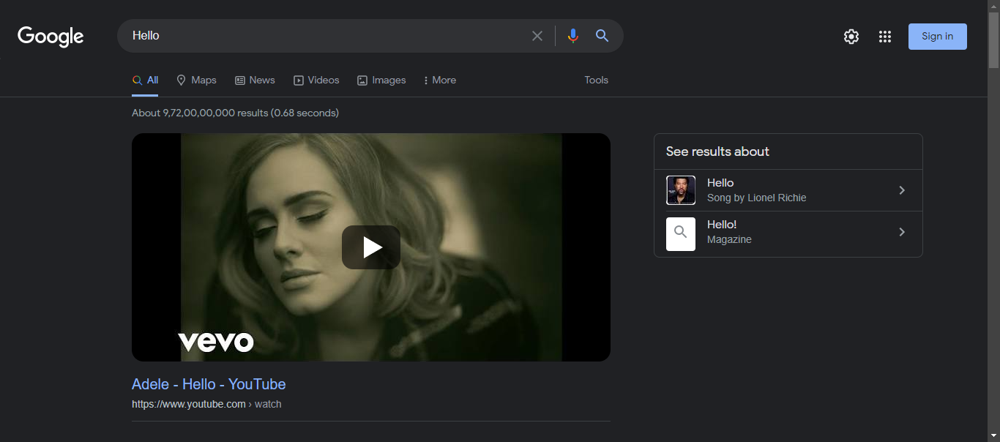 Google
Hello
Sign in
All
Maps
News
Videos
Images
More
Tools
About 9,72,00,00,000 results (0.68 seconds)
vevo
Adele - Hello - YouTube
https://www.youtube.com › watch
See results about
Hello
Song by Lionel Richie
Hello!
Magazine